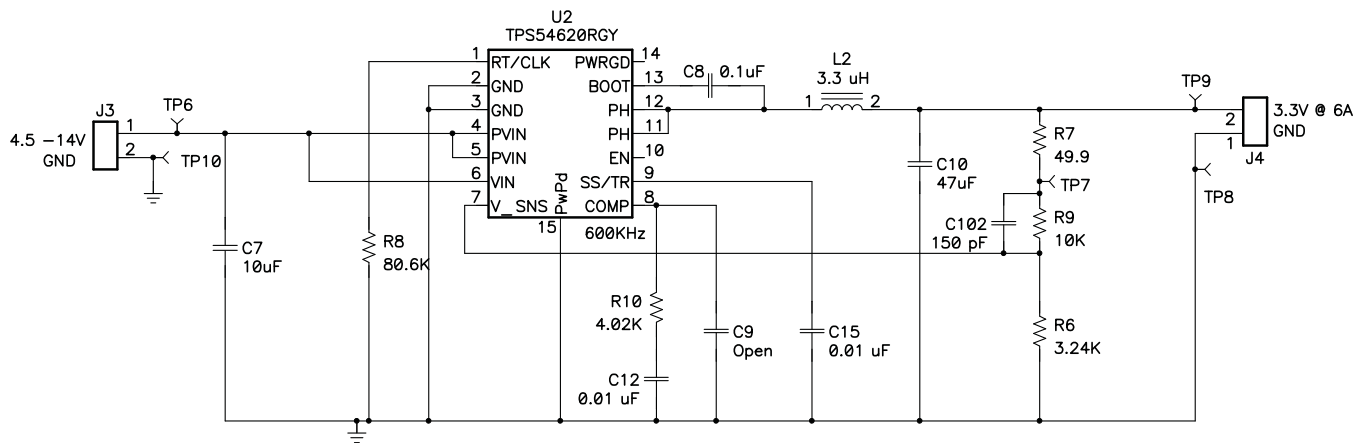 U2
TPS54620RGY
1 RT/CLK PWRGD 14
2 GND BOOT 13
3 GND PH 12
4 PVIN PH 11
5 PVIN EN 10
6 VIN SS/TR 9
7 V_SNS COMP 8
PwPd
15
600KHz
J3
4.5 -14V 1
GND 2
TP6
TP10
C7
10uF
R8
80.6K
C8 0.1uF
L2
3.3 uH
1 2
TP9
3.3V @ 6A
2 GND
1
J4
TP8
R7
49.9
TP7
C10
47uF
C102
150 pF
R9
10K
R10
4.02K
C9
Open
C15
0.01 uF
R6
3.24K
C12
0.01 uF